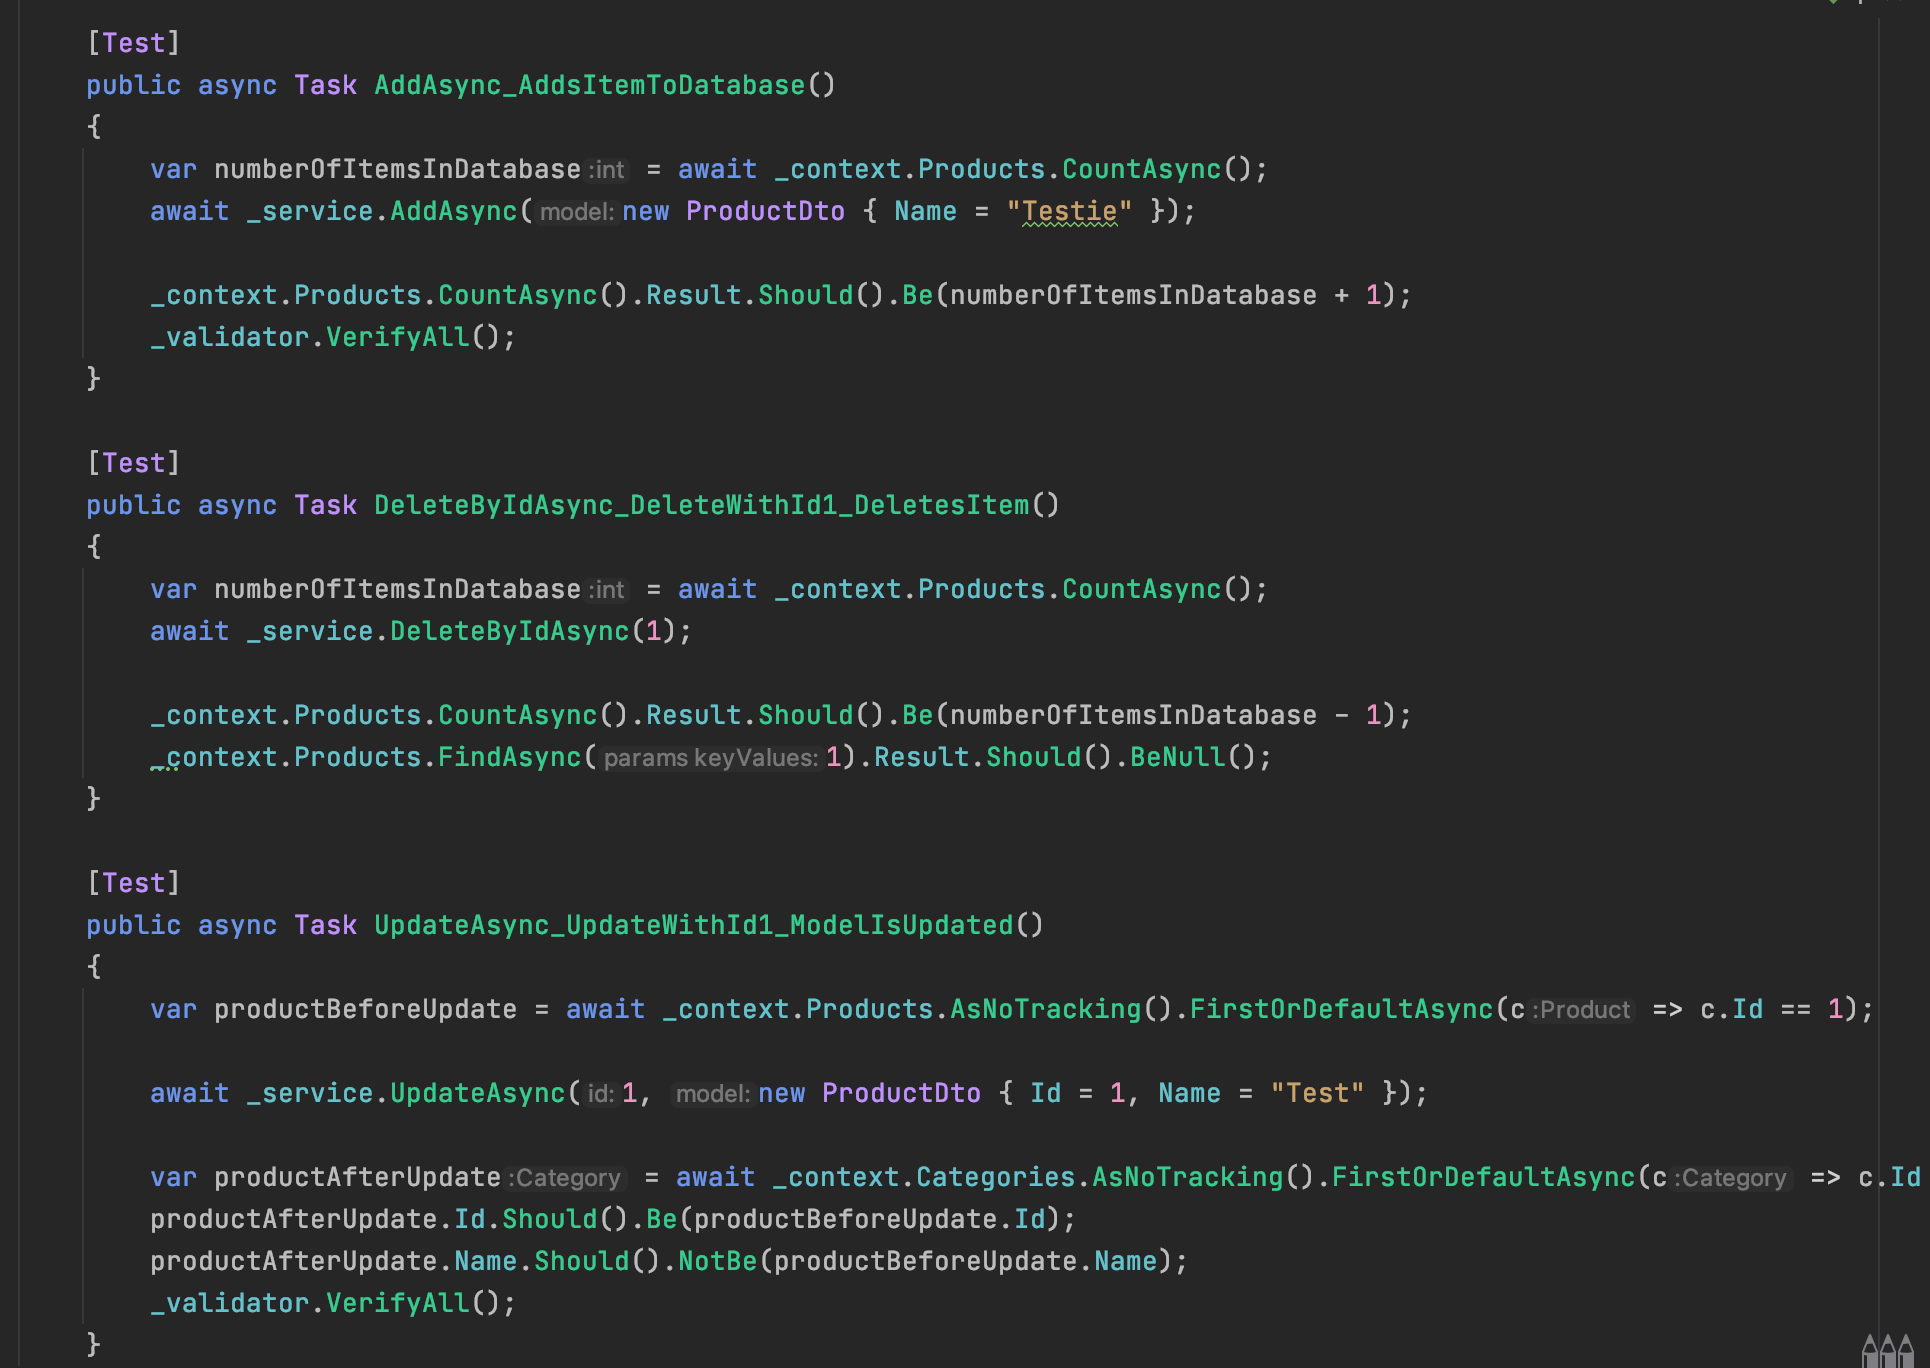 [Test]
public async Task AddAsync_AddsItemToDatabase()
{
var numberOfItemsInDatabase :int = await _context.Products.CountAsync();
await _service.AddAsync( model: new ProductDto { Name = "Testie" });
_context.Products.CountAsync().Result.Should().Be(numberOfItemsInDatabase + 1);
_validator.VerifyAll();
}
[Test]
public async Task DeleteByIdAsync_DeleteWithId1_DeletesItem()
{
var numberOfItemsInDatabase :int = await _context.Products.CountAsync();
await _service.DeleteByIdAsync(1);
_context.Products.CountAsync().Result.Should().Be(numberOfItemsInDatabase - 1);
_context.Products.FindAsync( params keyValues: 1).Result.Should().BeNull();
}
[Test]
public async Task UpdateAsync_UpdateWithId1_ModelIsUpdated()
{
var productBeforeUpdate = await _context.Products.AsNoTracking().FirstOrDefaultAsync(c :Product => c.Id == 1);
await _service.UpdateAsync( id: 1, model: new ProductDto { Id = 1, Name = "Test" });
var productAfterUpdate :Category = await _context.Categories.AsNoTracking().FirstOrDefaultAsync(c :Category => c.Id
productAfterUpdate.Id.Should().Be(productBeforeUpdate.Id);
productAfterUpdate.Name.Should().NotBe(productBeforeUpdate.Name);
_validator.VerifyAll();
}